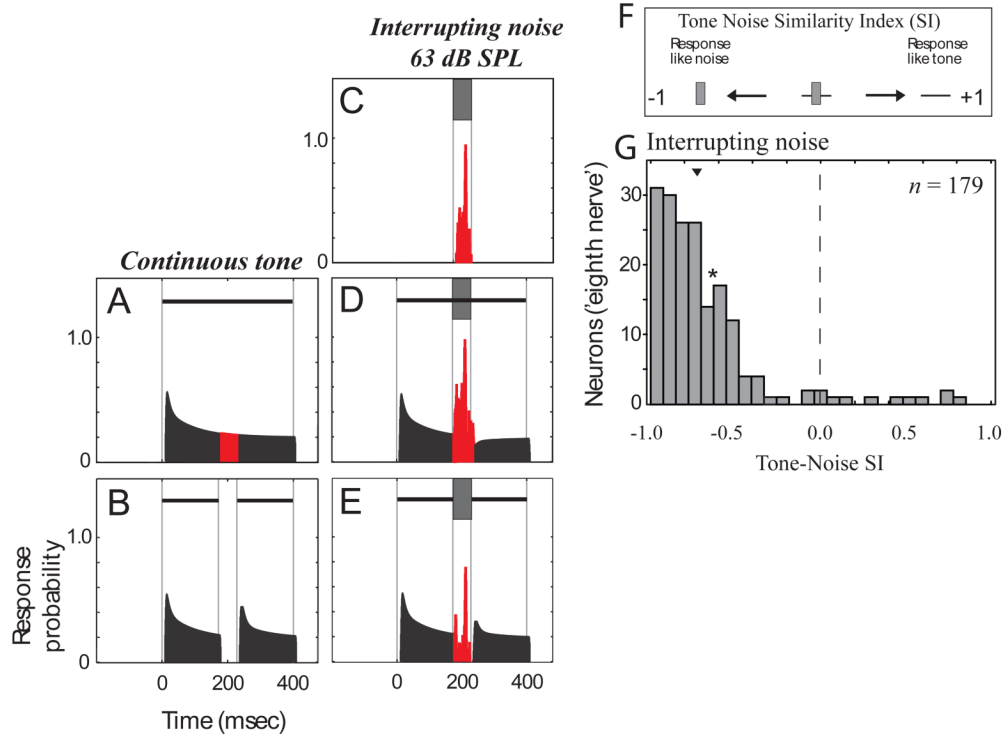 Interrupting noise
63 dB SPL
C
1.0
0
Continuous tone
A
1.0
0
D
B
1.0
0
0 200 400
E
0 200 400
Response
probability
Time (msec)
F
Tone Noise Similarity Index (SI)
Response
like noise
Response
like tone
-1
+1
G Interrupting noise
n = 179
*
30
20
10
0
Neurons ('eighth nerve')
-1.0 -0.5 0.0 0.5 1.0
Tone-Noise SI